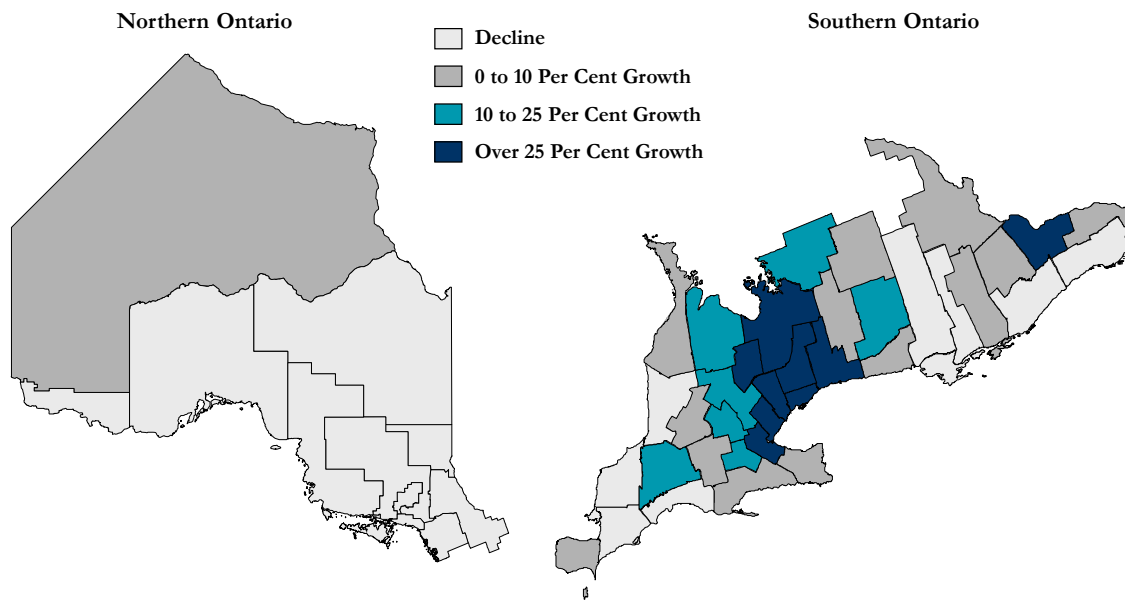 Northern Ontario
Southern Ontario
Decline
0 to 10 Per Cent Growth
10 to 25 Per Cent Growth
Over 25 Per Cent Growth